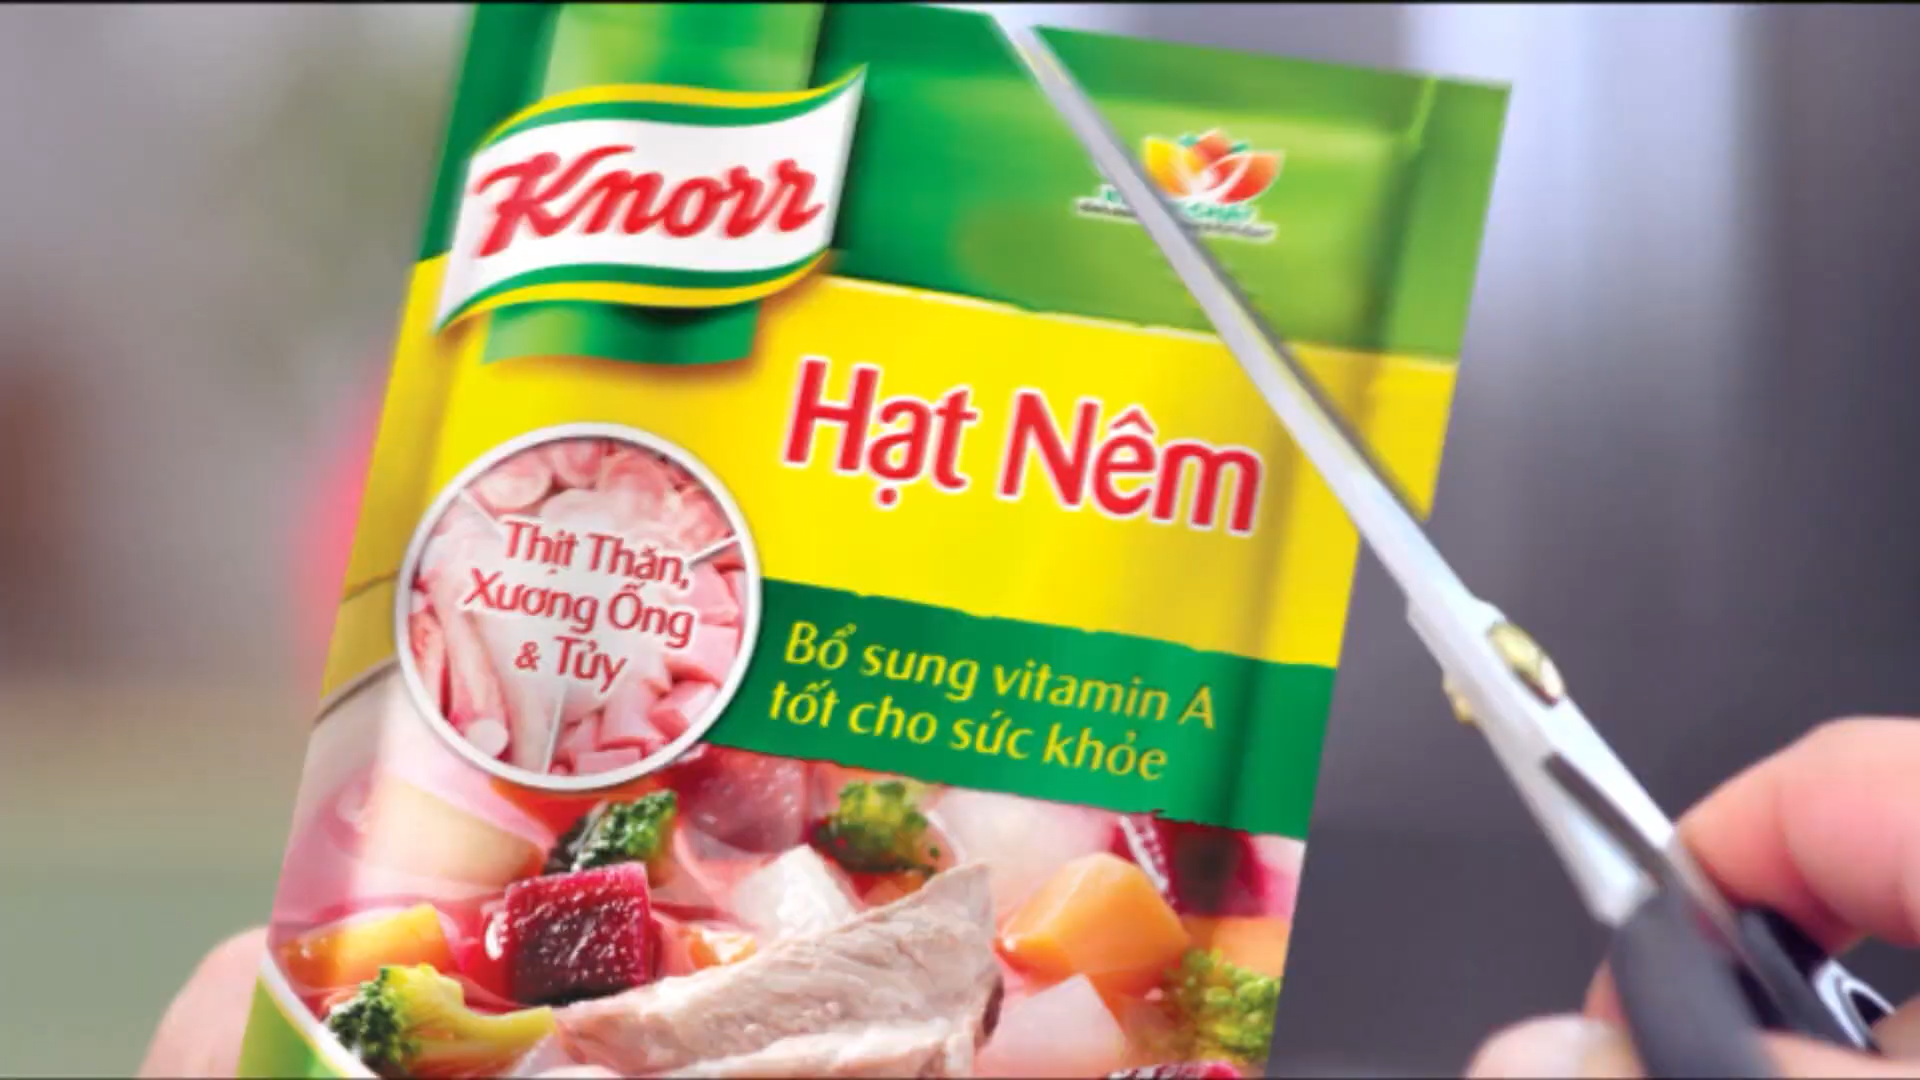 Knorr
Hạt Nêm
Thịt Thăn,
Xương Ống
& Tủy
Bổ sung vitamin A
tốt cho sức khỏe